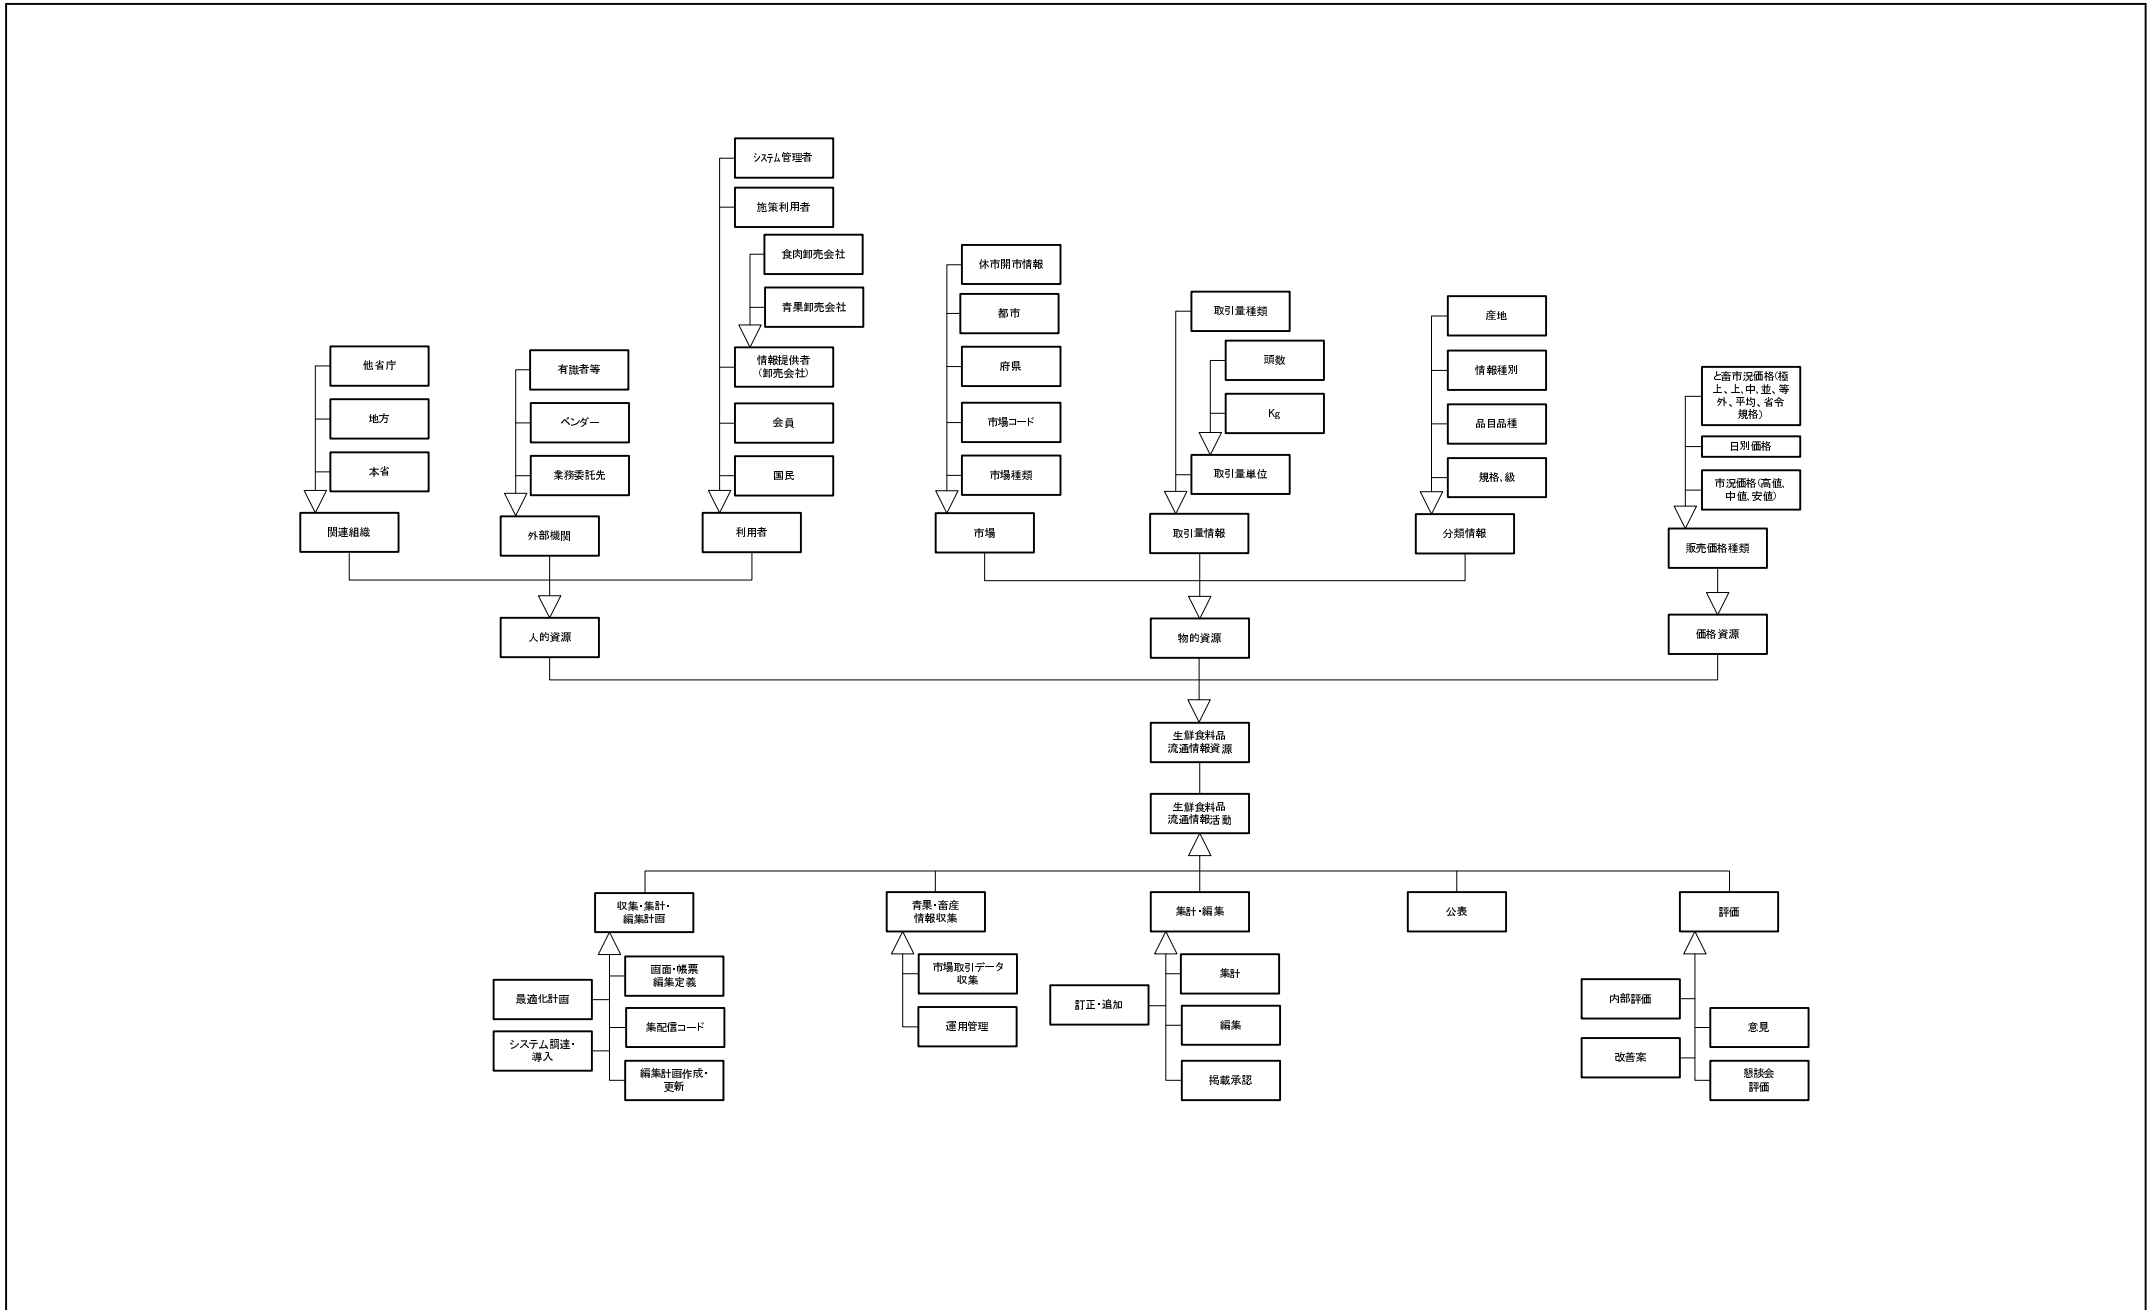 システム管理者
施策利用者
食肉卸売会社
青果卸売会社
情報提供者
(卸売会社)
会員
国民
利用者
他省庁
地方
本省
関連組織
有識者等
ベンダー
業務委託先
外部機関
休市開市情報
都市
府県
市場コード
市場種類
市場
取引量種類
頭数
Kg
取引量単位
取引量情報
産地
情報種別
品目品種
規格、級
分類情報
と畜市況価格(極
上、上、中、並、等
外、平均、省令
規格)
日別価格
市況価格(高値、
中値、安値)
販売価格種類
人的資源
物的資源
価格資源
生鮮食料品
流通情報資源
生鮮食料品
流通情報活動
収集・集計・
編集計画
青果・畜産
情報収集
集計・編集
公表
評価
画面・帳票
編集定義
最適化計画
集配信コード
システム調達・
導入
編集計画作成・
更新
市場取引データ
収集
運用管理
集計
訂正・追加
編集
掲載承認
内部評価
意見
改善案
懇談会
評価